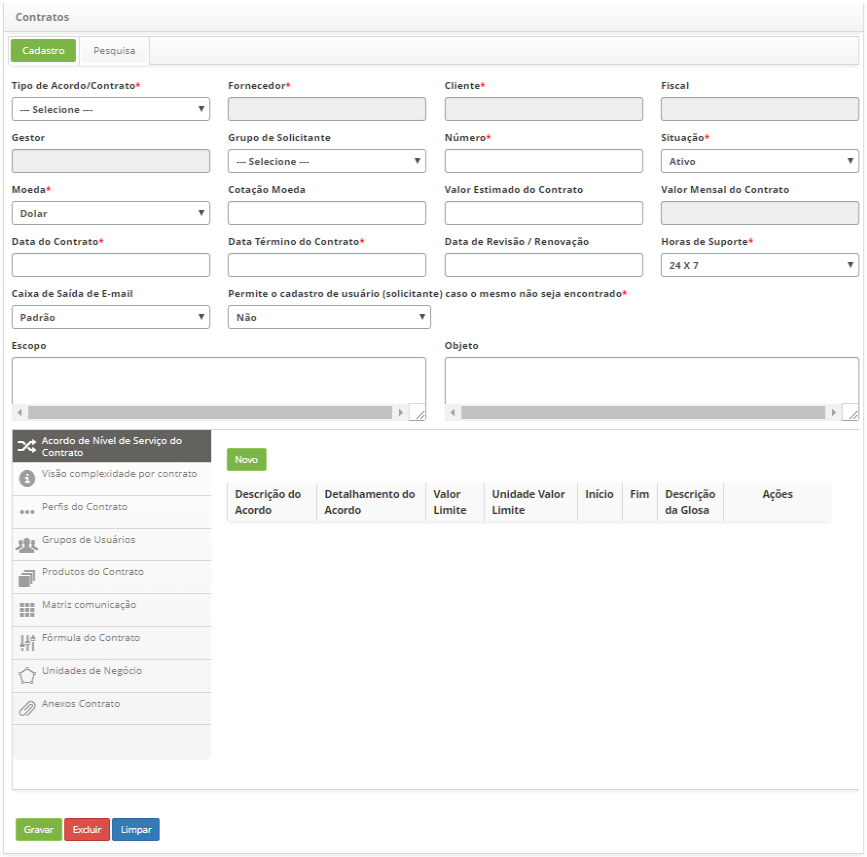 Contratos
Cadastro Pesquisa
Tipo de Acordo/Contrato* Fornecedor* Cliente* Fiscal
--- Selecione ---
Gestor Grupo de Solicitante Número* Situação*
--- Selecione --- Ativo
Moeda* Cotação Moeda Valor Estimado do Contrato Valor Mensal do Contrato
Dolar
Data do Contrato* Data Término do Contrato* Data de Revisão / Renovação Horas de Suporte*
24 X 7
Caixa de Saída de E-mail Permite o cadastro de usuário (solicitante) caso o mesmo não seja encontrado*
Padrão Não
Escopo Objeto
Acordo de Nível de Serviço do
Contrato
Visão complexidade por contrato
Perfis do Contrato
Grupos de Usuários
Produtos do Contrato
Matriz comunicação
Fórmula do Contrato
Unidades de Negócio
Anexos Contrato
Novo
Descrição do Detalhamento do Valor Unidade Valor Início Fim Descrição Ações
Acordo Acordo Limite Limite da Glosa
Gravar Excluir Limpar